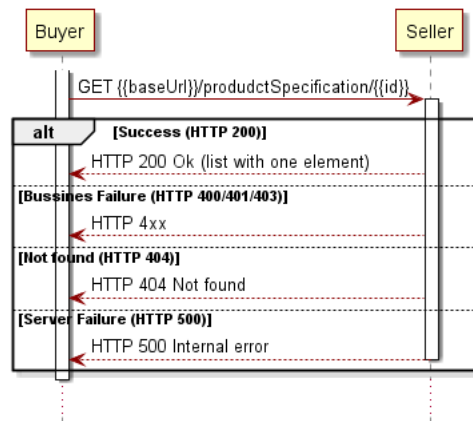 Buyer
Seller
GET {{baseUrl}}/produdctSpecification/{{id}}
alt
[Success (HTTP 200)]
HTTP 200 Ok (list with one element)
[Bussines Failure (HTTP 400/401/403)]
HTTP 4xx
[Not found (HTTP 404)]
HTTP 404 Not found
[Server Failure (HTTP 500)]
HTTP 500 Internal error